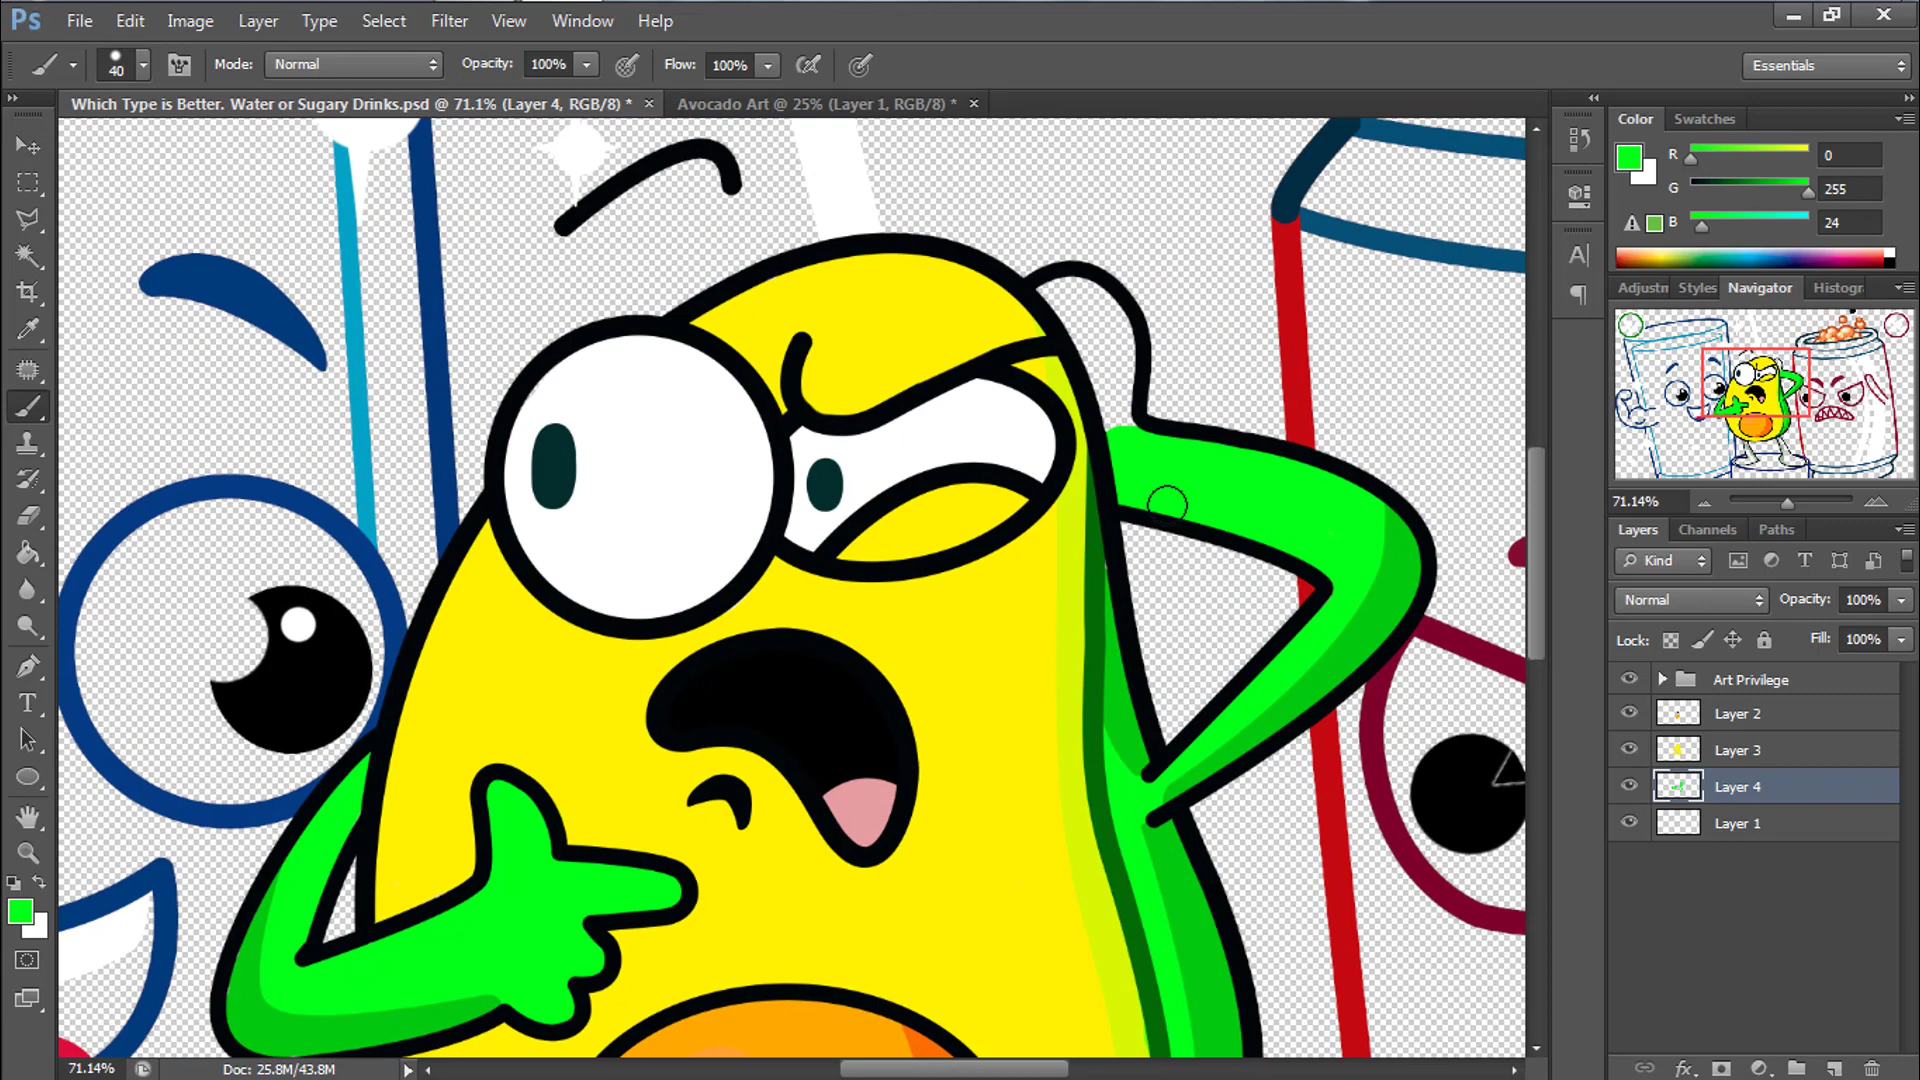 Ps File Edit Image Layer Type Select Filter View Window Help
40 Mode: Normal Opacity: 100% Flow: 100% Essentials
Which Type is Better. Water or Sugary Drinks.psd @ 71.1% (Layer 4, RGB/8) * × Avocado Art @ 25% (Layer 1, RGB/8) * ×
Color Swatches
R 0
G 255
B 24
Adjustn Styles Navigator Histogr
71.14%
Layers Channels Paths
Kind
Normal Opacity: 100%
Lock: Fill: 100%
Art Privilege
Layer 2
Layer 3
Layer 4
Layer 1
71.14% Doc: 25.8M/43.8M